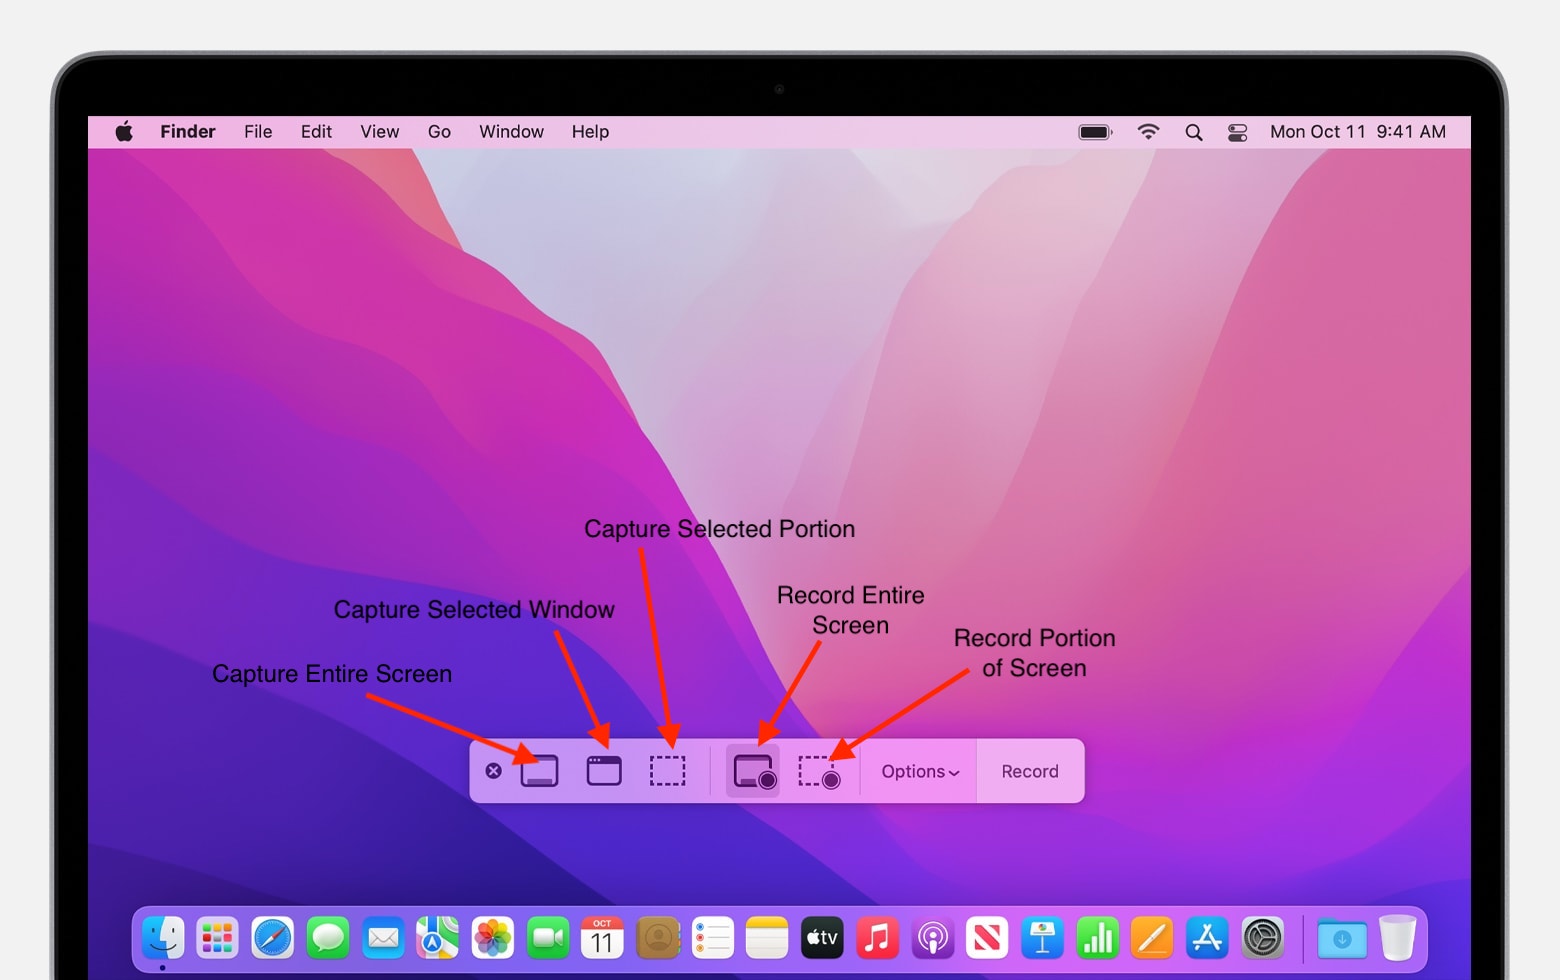 Finder File Edit View Go Window Help Mon Oct 11 9:41 AM
Capture Selected Portion
Record Entire
Screen
Capture Selected Window
Record Portion
of Screen
Capture Entire Screen
Options Record
OCT
11
tv